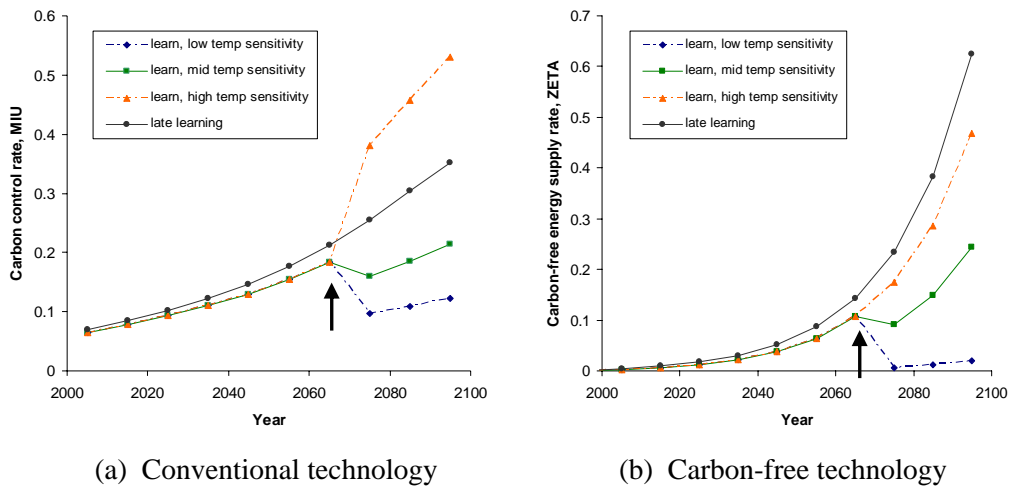 learn, low temp sensitivity
learn, mid temp sensitivity
learn, high temp sensitivity
late learning
Carbon control rate, MIU
0.6
0.5
0.4
0.3
0.2
0.1
0
2000 2020 2040 2060 2080 2100
Year
(a) Conventional technology
learn, low temp sensitivity
learn, mid temp sensitivity
learn, high temp sensitivity
late learning
Carbon-free energy supply rate, ZETA
0.7
0.6
0.5
0.4
0.3
0.2
0.1
0
2000 2020 2040 2060 2080 2100
Year
(b) Carbon-free technology